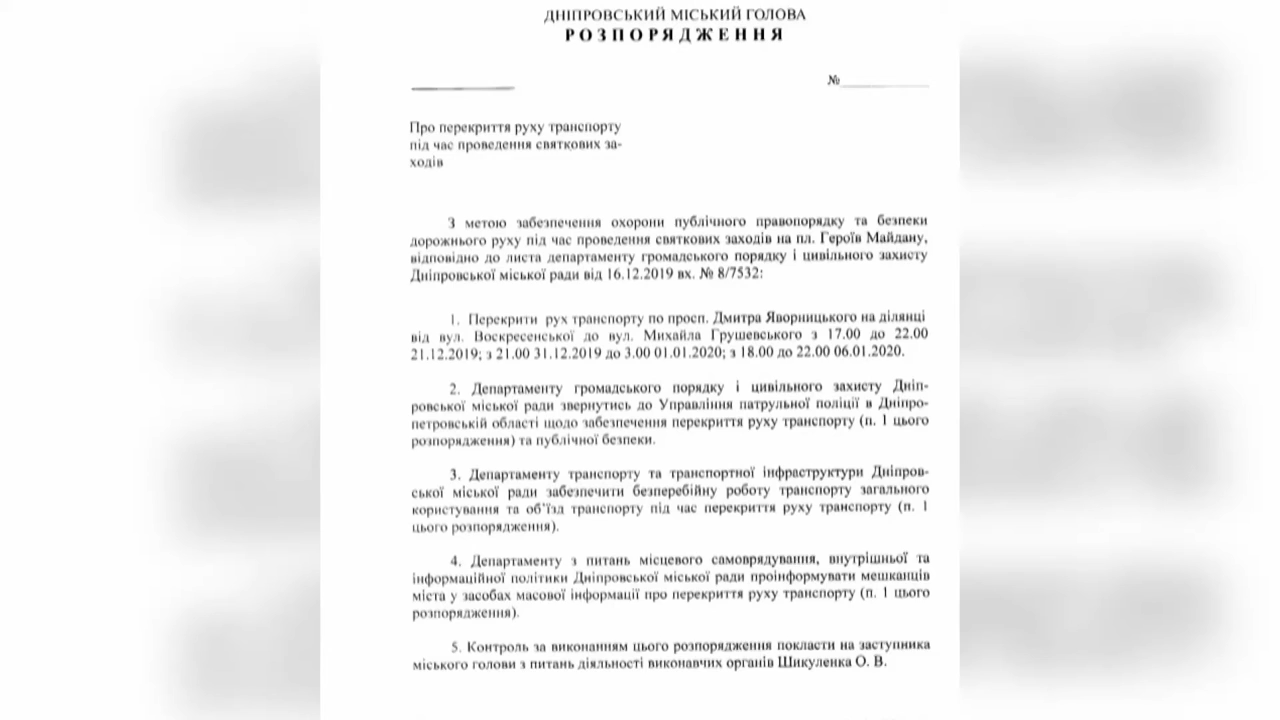 ДНІПРОВСЬКИЙ МІСЬКИЙ ГОЛОВА
РОЗПОРЯДЖЕННЯ
№
Про перекриття руху транспорту
під час проведення святкових за-
ходів
З метою забезпечення охорони публічного правопорядку та безпеки
дорожнього руху під час проведення святкових заходів на пл. Героїв Майдану,
відповідно до листа департаменту громадського порядку і цивільного захисту
Дніпровської міської ради від 16.12.2019 вх. № 8/7532:
1. Перекрити рух транспорту по просп. Дмитра Яворницького на ділянці
від вул. Воскресенської до вул. Михайла Грушевського з 17.00 до 22.00
21.12.2019; з 21.00 31.12.2019 до 3.00 01.01.2020; з 18.00 до 22.00 06.01.2020.
2. Департаменту громадського порядку і цивільного захисту Дніп-
ровської міської ради звернутись до Управління патрульної поліції в Дніпро-
петровській області щодо забезпечення перекриття руху транспорту (п. 1 цього
розпорядження) та публічної безпеки.
3. Департаменту транспорту та транспортної інфраструктури Дніпров-
ської міської ради забезпечити безперебійну роботу транспорту загального
користування та об'їзд транспорту під час перекриття руху транспорту (п. 1
цього розпорядження).
4. Департаменту з питань місцевого самоврядування, внутрішньої та
інформаційної політики Дніпровської міської ради проінформувати мешканців
міста у засобах масової інформації про перекриття руху транспорту (п. 1 цього
розпорядження).
5. Контроль за виконанням цього розпорядження покласти на заступника
міського голови з питань діяльності виконавчих органів Шикуленка О. В.